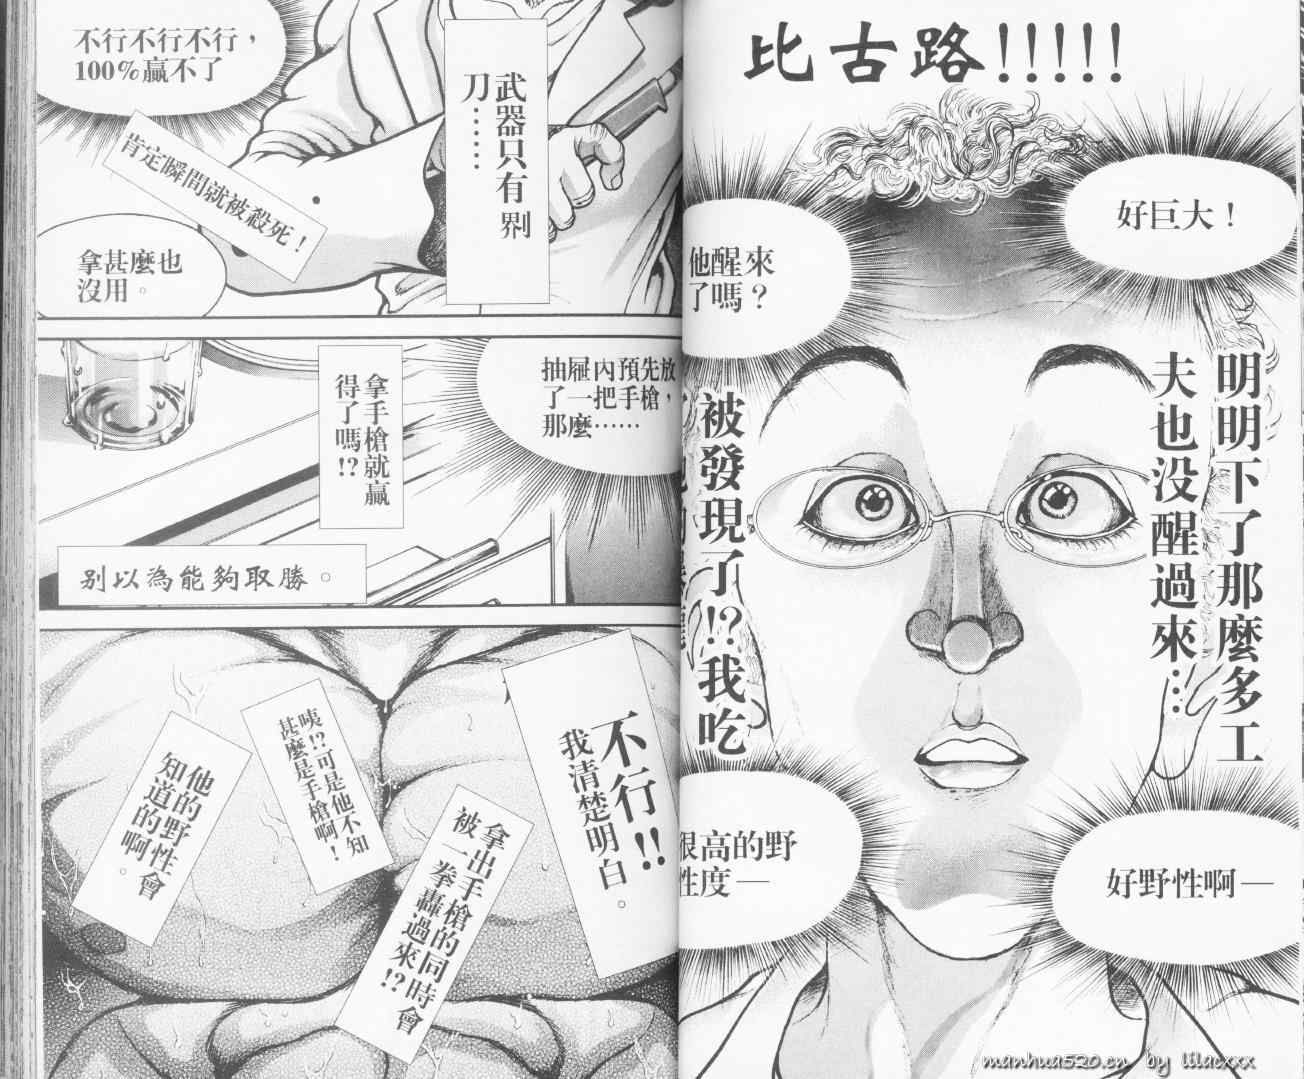 比古路!!!!!
好巨大！
他醒來
了嗎？
明明下了那麼多工
夫也没醒過來…
被發現了!?我吃
好野性啊—
很高的野
性度—
不行不行不行，
100%贏不了
武器只有剔
刀……
肯定瞬間就被殺死！
拿甚麼也
沒用。
抽屜內預先放
了一把手槍，
那麼……
拿手槍就贏
得了嗎!?
別以為能夠取勝。
不行!!
我清楚明白。
拿出手槍的同時會
被一拳轟過來!?
咦!?可是他不知
甚麼是手槍啊！
他的野性會
知道的啊。
manhua520.cn by lilacxxx